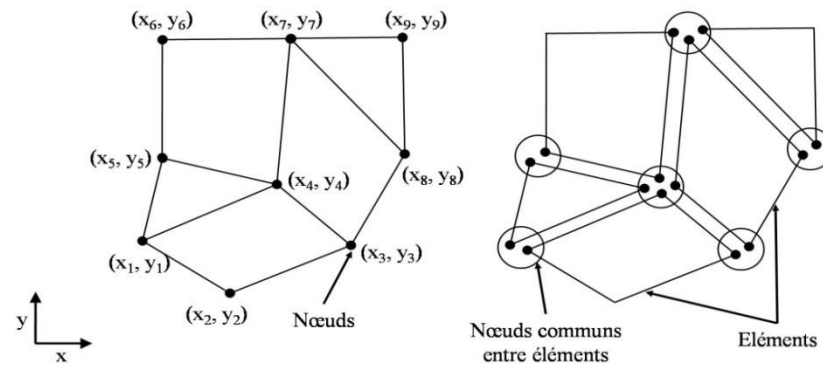 (x₆, y₆)
(x₇, y₇)
(x₉, y₉)
(x₅, y₅)
(x₄, y₄)
(x₈, y₈)
(x₁, y₁)
(x₃, y₃)
(x₂, y₂)
Nœuds
y
x
Nœuds communs
entre éléments
Eléments